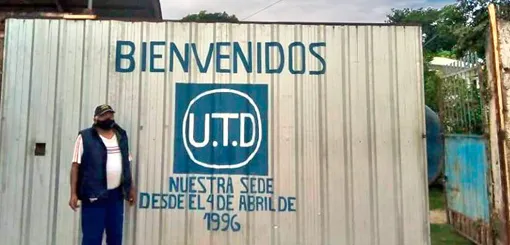 BIENVENIDOS
U.T.D
NUESTRA SEDE
DESDE EL 4 DE ABRIL DE
1996